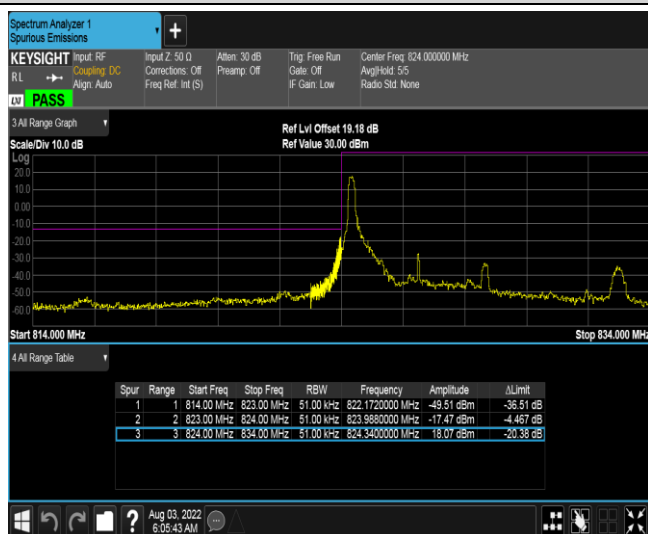 Spectrum Analyzer 1
Spurious Emissions
+
KEYSIGHT Input: RF
Coupling: DC
Align: Auto
RL
LXI PASS
Input Z: 50 Ω
Corrections: Off
Freq Ref: Int (S)
Atten: 30 dB
Preamp: Off
Trig: Free Run
Gate: Off
IF Gain: Low
Center Freq: 824.000000 MHz
Avg|Hold: 5/5
Radio Std: None
3 All Range Graph
Scale/Div 10.0 dB
Ref Lvl Offset 19.18 dB
Ref Value 30.00 dBm
Log
20.0
10.0
0.00
-10.0
-20.0
-30.0
-40.0
-50.0
-60.0
Start 814.000 MHz Stop 834.000 MHz
4 All Range Table
Spur Range Start Freq Stop Freq RBW Frequency Amplitude ΔLimit
1 1 814.00 MHz 823.00 MHz 51.00 kHz 822.1720000 MHz -49.51 dBm -36.51 dB
2 2 823.00 MHz 824.00 MHz 51.00 kHz 823.9880000 MHz -17.47 dBm -4.467 dB
3 3 824.00 MHz 834.00 MHz 51.00 kHz 824.3400000 MHz 18.07 dBm -20.38 dB
? Aug 03, 2022
6:05:43 AM